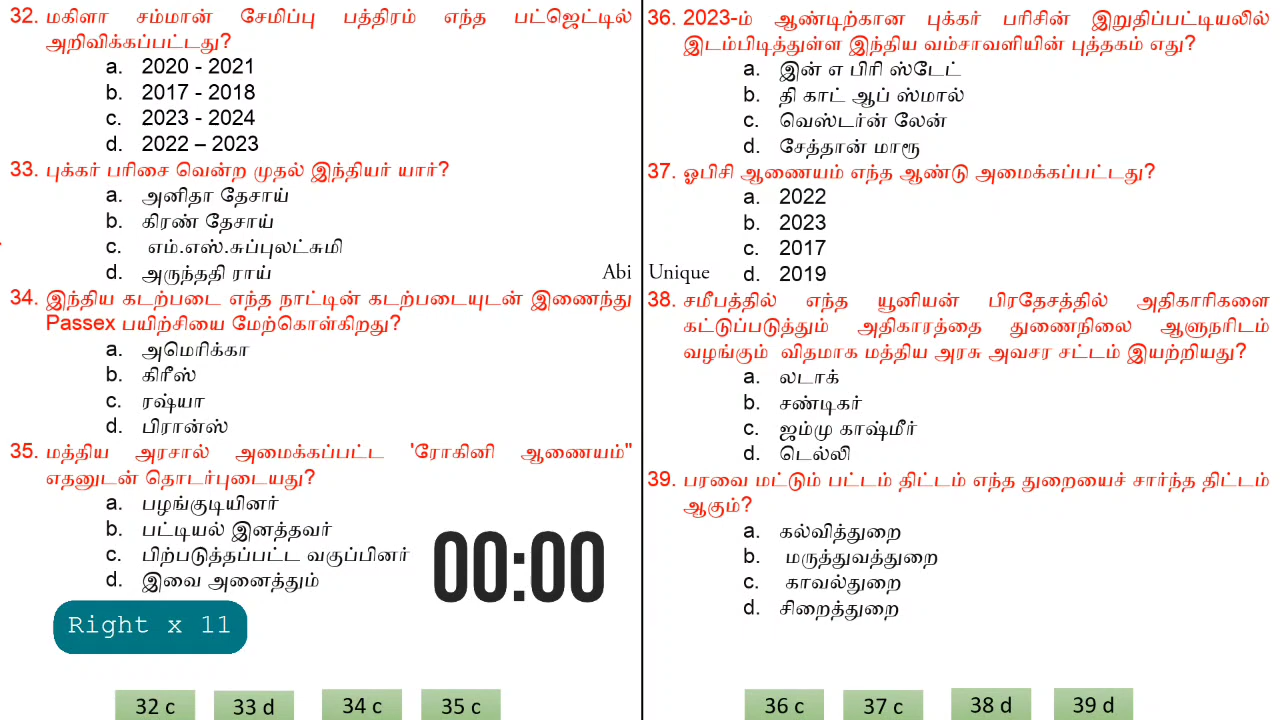 32. மகிளா சம்மான் சேமிப்பு பத்திரம் எந்த பட்ஜெட்டில்
அறிவிக்கப்பட்டது?
a. 2020 - 2021
b. 2017 - 2018
c. 2023 - 2024
d. 2022 – 2023
33. புக்கர் பரிசை வென்ற முதல் இந்தியர் யார்?
a. அனிதா தேசாய்
b. கிரண் தேசாய்
c. எம்.எஸ்.சுப்புலட்சுமி
d. அருந்ததி ராய்
34. இந்திய கடற்படை எந்த நாட்டின் கடற்படையுடன் இணைந்து
Passex பயிற்சியை மேற்கொள்கிறது?
a. அமெரிக்கா
b. கிரீஸ்
c. ரஷ்யா
d. பிரான்ஸ்
35. மத்திய அரசால் அமைக்கப்பட்ட 'ரோகினி ஆணையம்"
எதனுடன் தொடர்புடையது?
a. பழங்குடியினர்
b. பட்டியல் இனத்தவர்
c. பிற்படுத்தப்பட்ட வகுப்பினர்
d. இவை அனைத்தும்
00:00
Right x 11
32 c 33 d 34 c 35 c
Abi Unique
36. 2023-ம் ஆண்டிற்கான புக்கர் பரிசின் இறுதிப்பட்டியலில்
இடம்பிடித்துள்ள இந்திய வம்சாவளியின் புத்தகம் எது?
a. இன் எ பிரி ஸ்டேட்
b. தி காட் ஆப் ஸ்மால்
c. வெஸ்டர்ன் லேன்
d. சேத்தான் மாரூ
37. ஓபிசி ஆணையம் எந்த ஆண்டு அமைக்கப்பட்டது?
a. 2022
b. 2023
c. 2017
d. 2019
38. சமீபத்தில் எந்த யூனியன் பிரதேசத்தில் அதிகாரிகளை
கட்டுப்படுத்தும் அதிகாரத்தை துணைநிலை ஆளுநரிடம்
வழங்கும் விதமாக மத்திய அரசு அவசர சட்டம் இயற்றியது?
a. லடாக்
b. சண்டிகர்
c. ஜம்மு காஷ்மீர்
d. டெல்லி
39. பரவை மட்டும் பட்டம் திட்டம் எந்த துறையைச் சார்ந்த திட்டம்
ஆகும்?
a. கல்வித்துறை
b. மருத்துவத்துறை
c. காவல்துறை
d. சிறைத்துறை
36 c 37 c 38 d 39 d